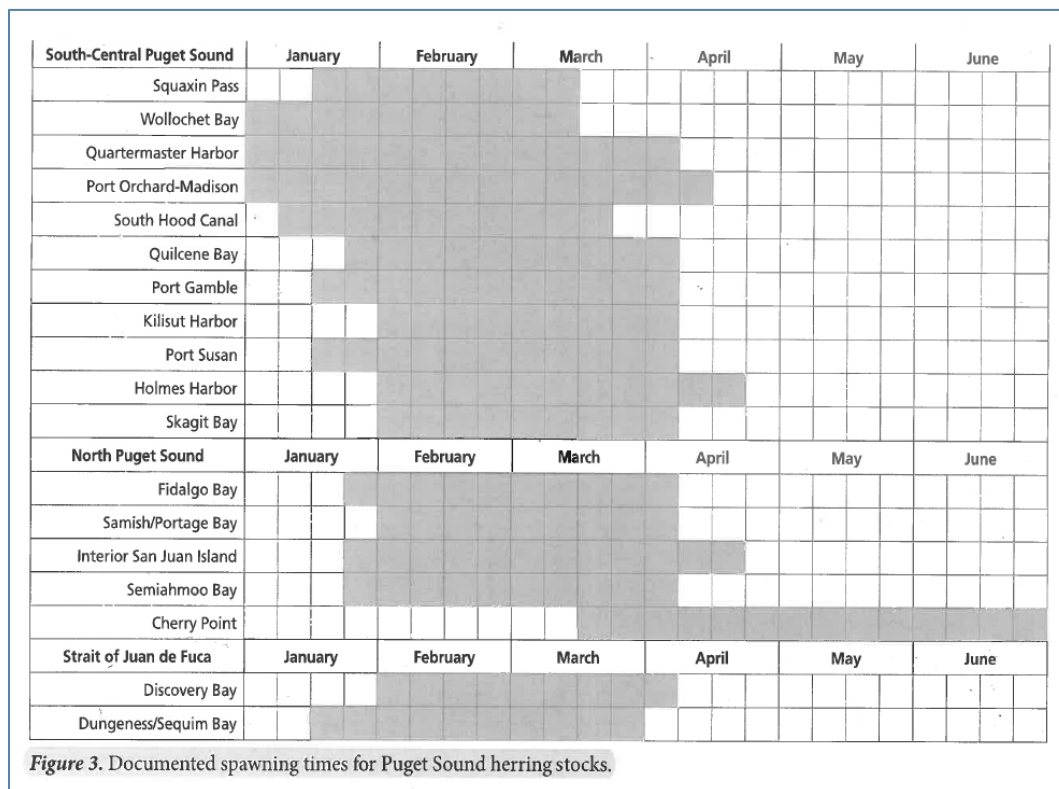 South-Central Puget Sound January February March April May June
Squaxin Pass
Wollochet Bay
Quartermaster Harbor
Port Orchard-Madison
South Hood Canal
Quilcene Bay
Port Gamble
Kilisut Harbor
Port Susan
Holmes Harbor
Skagit Bay
North Puget Sound January February March April May June
Fidalgo Bay
Samish/Portage Bay
Interior San Juan Island
Semiahmoo Bay
Cherry Point
Strait of Juan de Fuca January February March April May June
Discovery Bay
Dungeness/Sequim Bay
Figure 3. Documented spawning times for Puget Sound herring stocks.